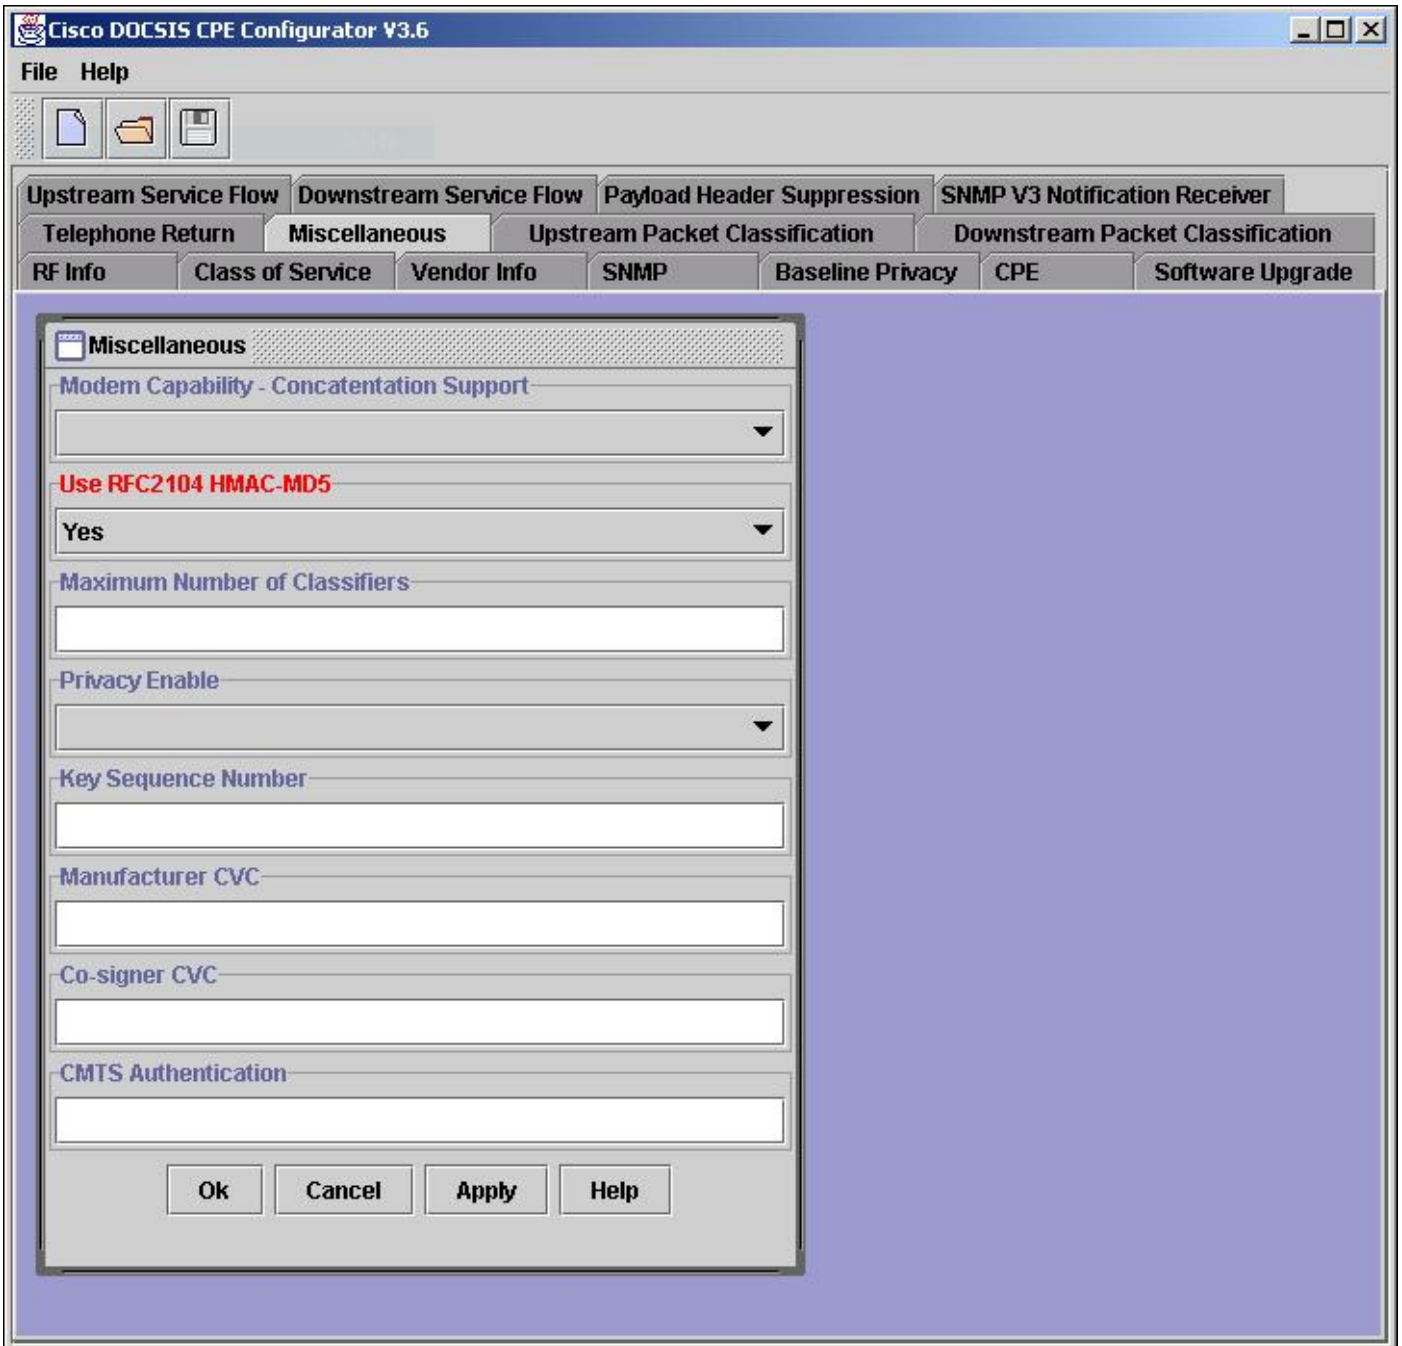 Cisco DOCSIS CPE Configurator V3.6
File Help
Upstream Service Flow Downstream Service Flow Payload Header Suppression SNMP V3 Notification Receiver
Telephone Return Miscellaneous Upstream Packet Classification Downstream Packet Classification
RF Info Class of Service Vendor Info SNMP Baseline Privacy CPE Software Upgrade
Miscellaneous
Modem Capability - Concatentation Support
Use RFC2104 HMAC-MD5
Yes
Maximum Number of Classifiers
Privacy Enable
Key Sequence Number
Manufacturer CVC
Co-signer CVC
CMTS Authentication
Ok Cancel Apply Help